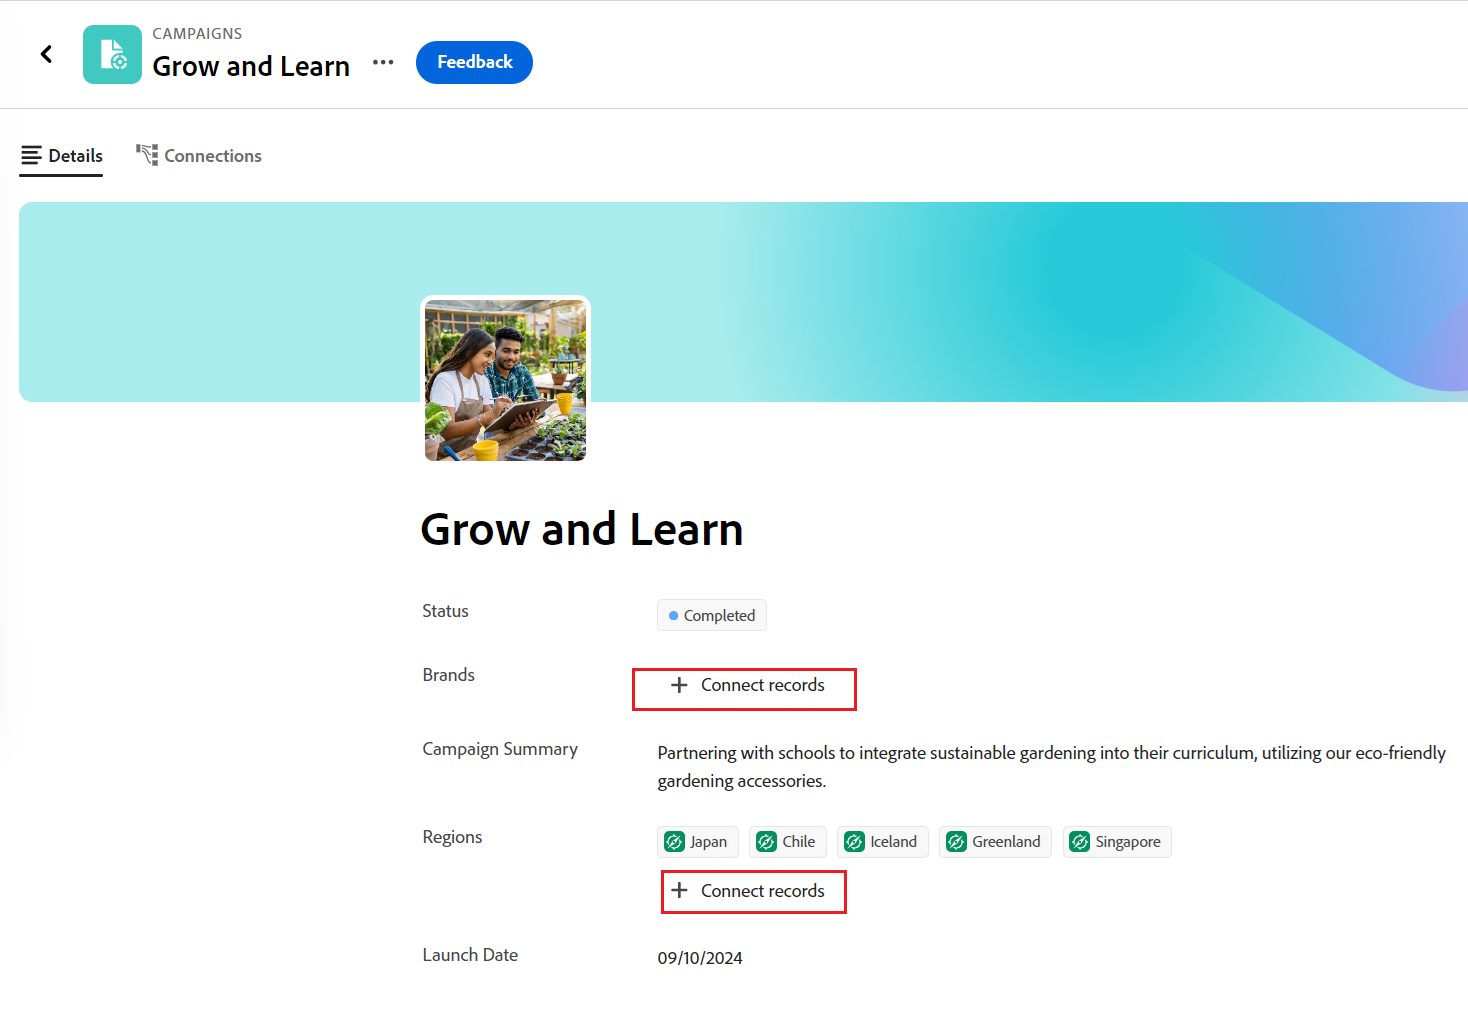 CAMPAIGNS
Grow and Learn
Feedback
Details
Connections
Grow and Learn
Status
Completed
Brands
Connect records
Campaign Summary
Partnering with schools to integrate sustainable gardening into their curriculum, utilizing our eco-friendly
gardening accessories.
Regions
Japan
Chile
Iceland
Greenland
Singapore
Connect records
Launch Date
09/10/2024